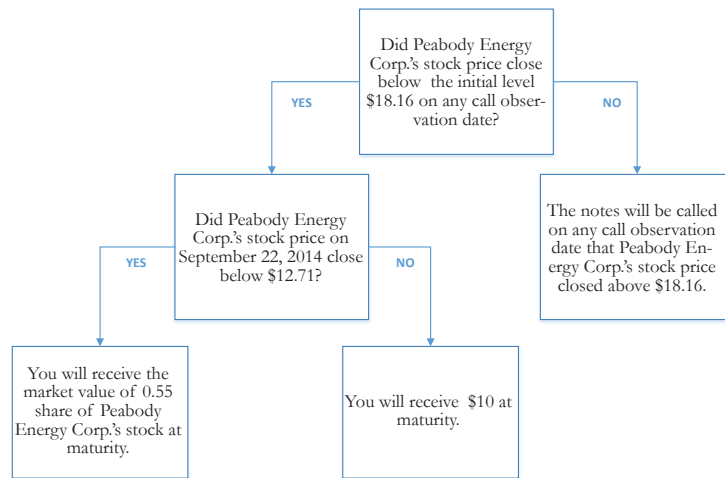 Did Peabody Energy
Corp.'s stock price close
below the initial level
$18.16 on any call obser-
vation date?
YES
NO
Did Peabody Energy
Corp.'s stock price on
September 22, 2014 close
below $12.71?
The notes will be called
on any call observation
date that Peabody En-
ergy Corp.'s stock price
closed above $18.16.
YES
NO
You will receive the
market value of 0.55
share of Peabody
Energy Corp.'s stock at
maturity.
You will receive $10 at
maturity.